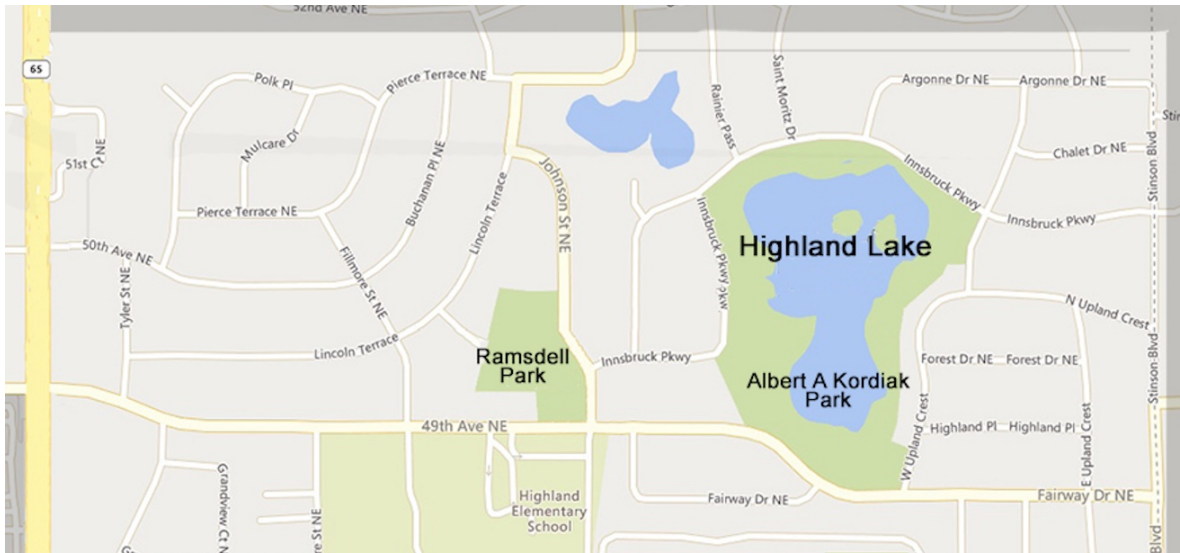 52nd Ave NE
65
Polk Pl
Pierce Terrace NE
Saint Moritz Dr
Rainier Pass
Argonne Dr NE
Argonne Dr NE
Mulcare Dr
51st Ct NE
Buchanan Pl NE
Johnson St NE
Chalet Dr NE
Stinson Blvd
Innsbruck Pkwy
Pierce Terrace NE
Lincoln Terrace
Innsbruck Pkwy
Innsbruck Pkwy
50th Ave NE
Fillmore St NE
Highland Lake
Tyler St NE
N Upland Crest
Lincoln Terrace
Ramsdell
Park
Innsbruck Pkwy
Forest Dr NE
Forest Dr NE
Stinson Blvd
Albert A Kordiak
Park
W Upland Crest
E Upland Crest
49th Ave NE
Highland Pl
Highland Pl
Grandview Ct N
Highland
Elementary
School
Fairway Dr NE
Fairway Dr NE
re St NE
Blvd